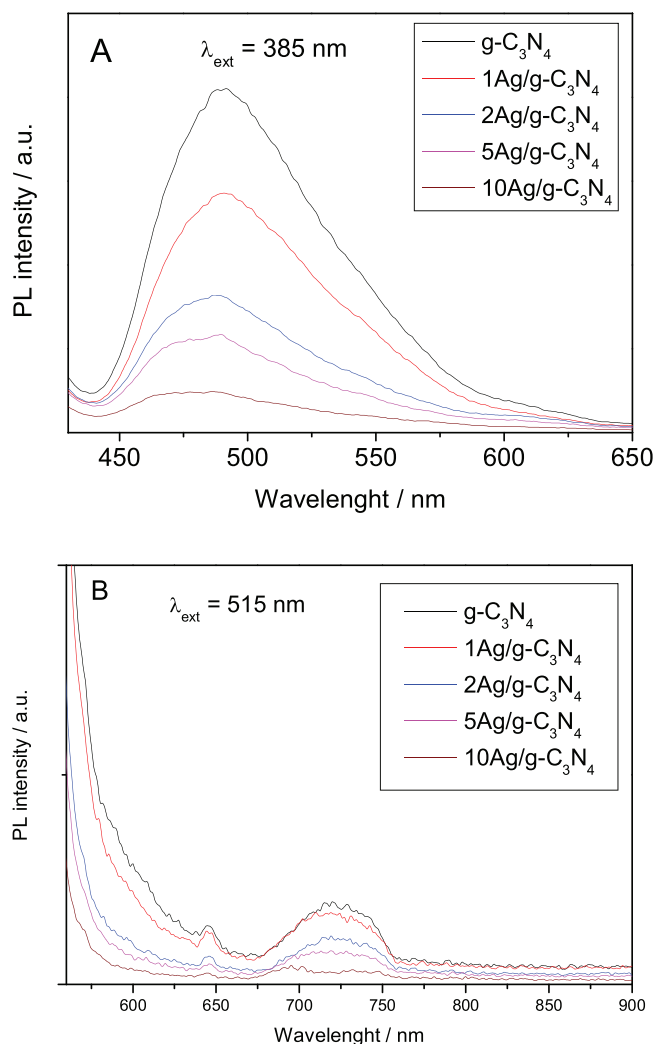 A
λext = 385 nm
g-C3N4
1Ag/g-C3N4
2Ag/g-C3N4
5Ag/g-C3N4
10Ag/g-C3N4
PL intensity / a.u.
450 500 550 600 650
Wavelenght / nm
B
λext = 515 nm
g-C3N4
1Ag/g-C3N4
2Ag/g-C3N4
5Ag/g-C3N4
10Ag/g-C3N4
PL intensity / a.u.
600 650 700 750 800 850 900
Wavelenght / nm